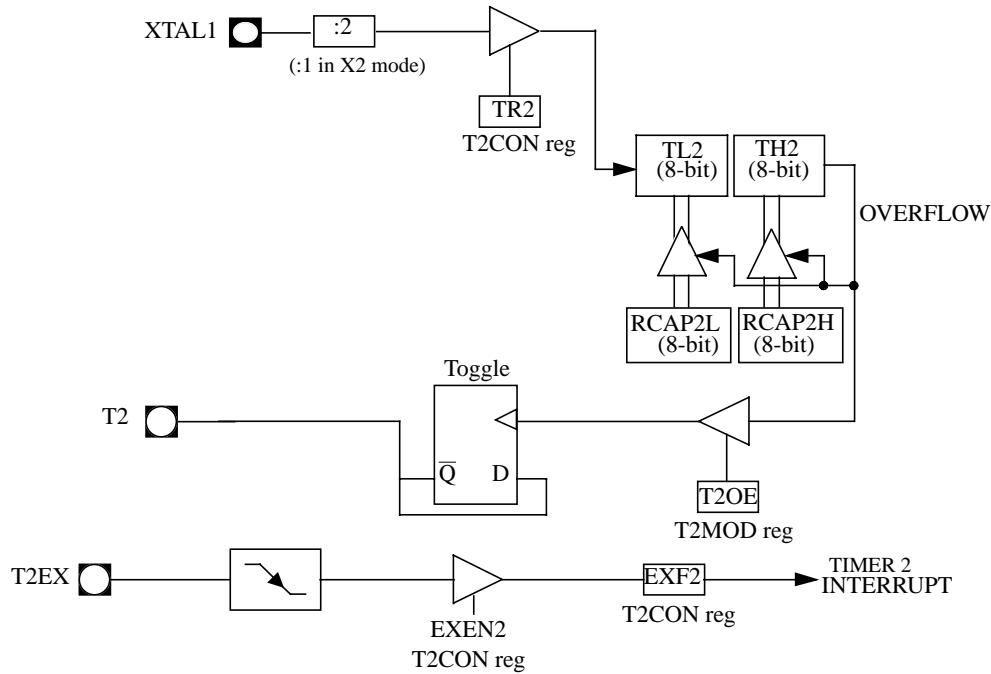 XTAL1
:2
(:1 in X2 mode)
TR2
T2CON reg
TL2
(8-bit)
TH2
(8-bit)
OVERFLOW
RCAP2L
(8-bit)
RCAP2H
(8-bit)
Toggle
T2
Q̅
D
T2OE
T2MOD reg
T2EX
EXEN2
T2CON reg
EXF2
T2CON reg
TIMER 2
INTERRUPT